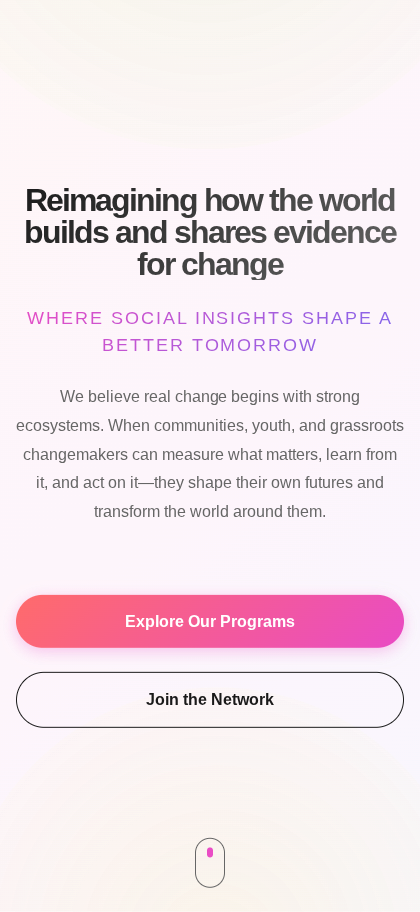 Reimagining how the world
builds and shares evidence
for change
WHERE SOCIAL INSIGHTS SHAPE A
BETTER TOMORROW
We believe real change begins with strong
ecosystems. When communities, youth, and grassroots
changemakers can measure what matters, learn from
it, and act on it—they shape their own futures and
transform the world around them.
Explore Our Programs
Join the Network